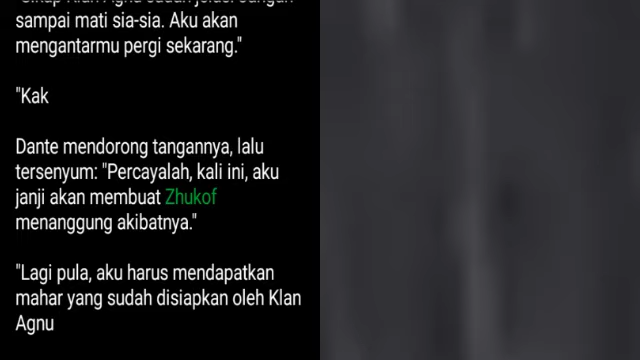 sampai mati sia-sia. Aku akan
mengantarmu pergi sekarang."
"Kak
Dante mendorong tangannya, lalu
tersenyum: "Percayalah, kali ini, aku
janji akan membuat Zhukof
menanggung akibatnya."
"Lagi pula, aku harus mendapatkan
mahar yang sudah disiapkan oleh Klan
Agnu